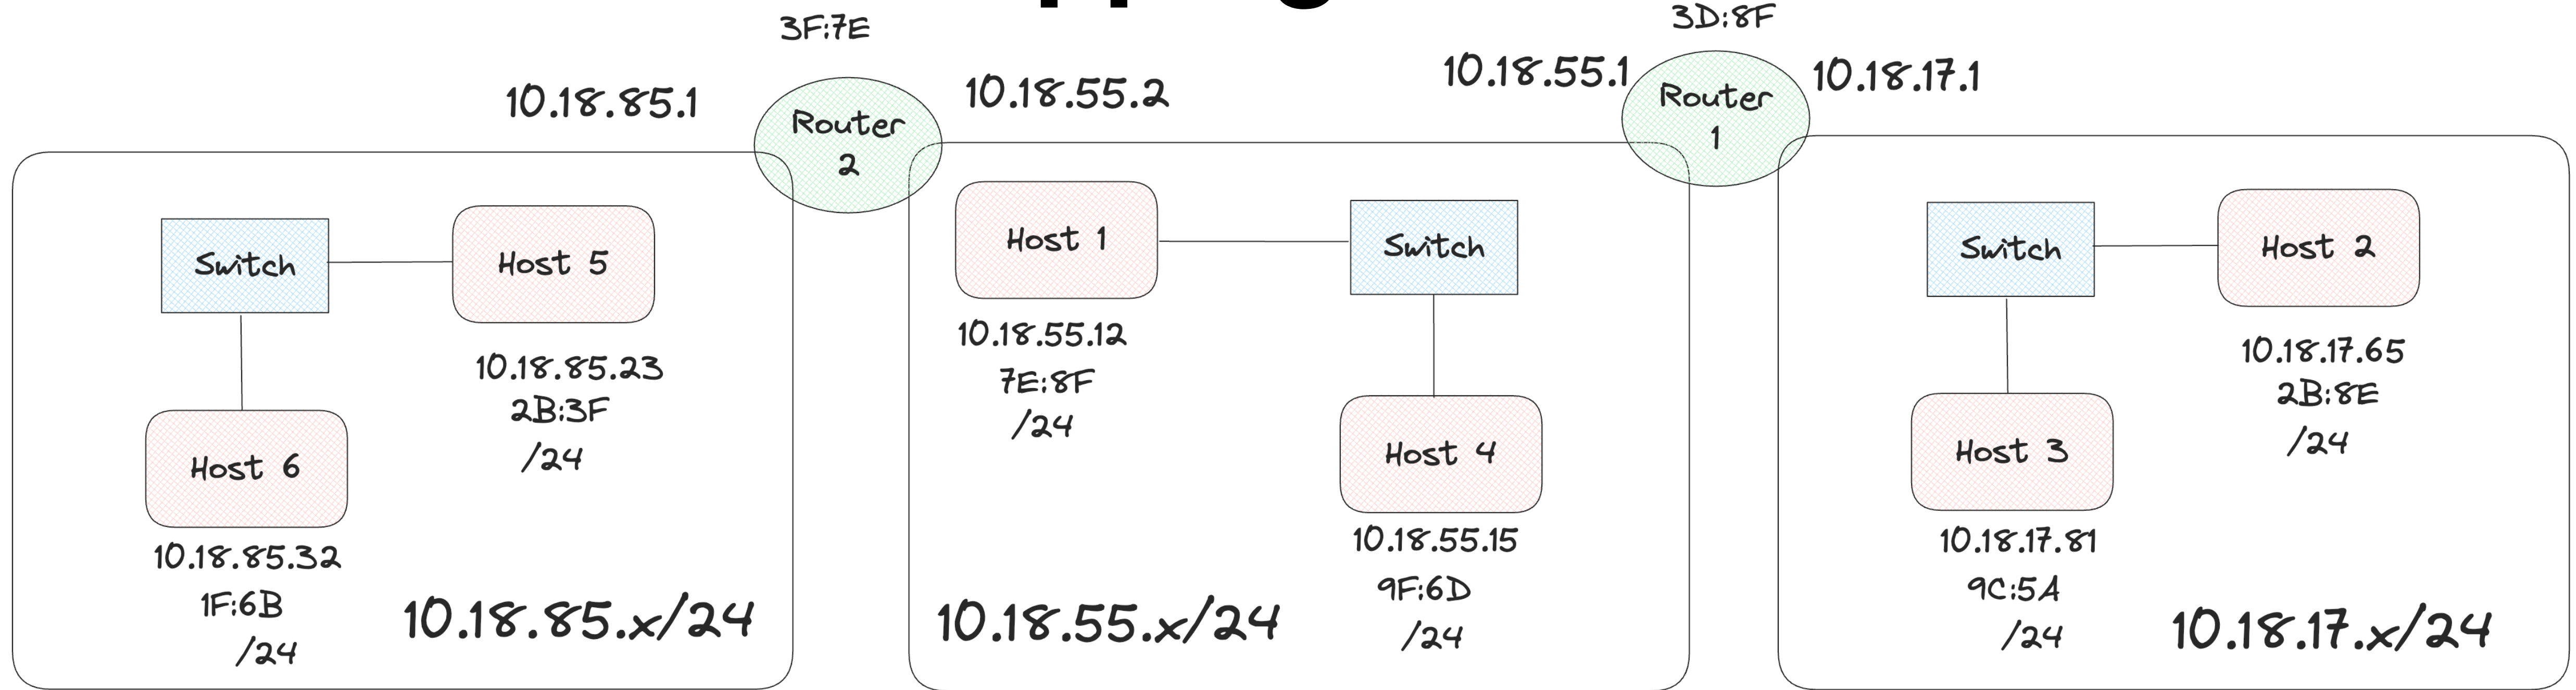 3F:7E
3D:8F
10.18.85.1
10.18.55.2
10.18.55.1
10.18.17.1
Router
2
Router
1
Switch
Host 5
10.18.85.23
2B:3F
/24
Host 6
10.18.85.32
1F:6B
/24
10.18.85.x/24
Host 1
Switch
10.18.55.12
7E:8F
/24
Host 4
10.18.55.15
9F:6D
/24
10.18.55.x/24
Switch
Host 2
10.18.17.65
2B:8E
/24
Host 3
10.18.17.81
9C:5A
/24
10.18.17.x/24